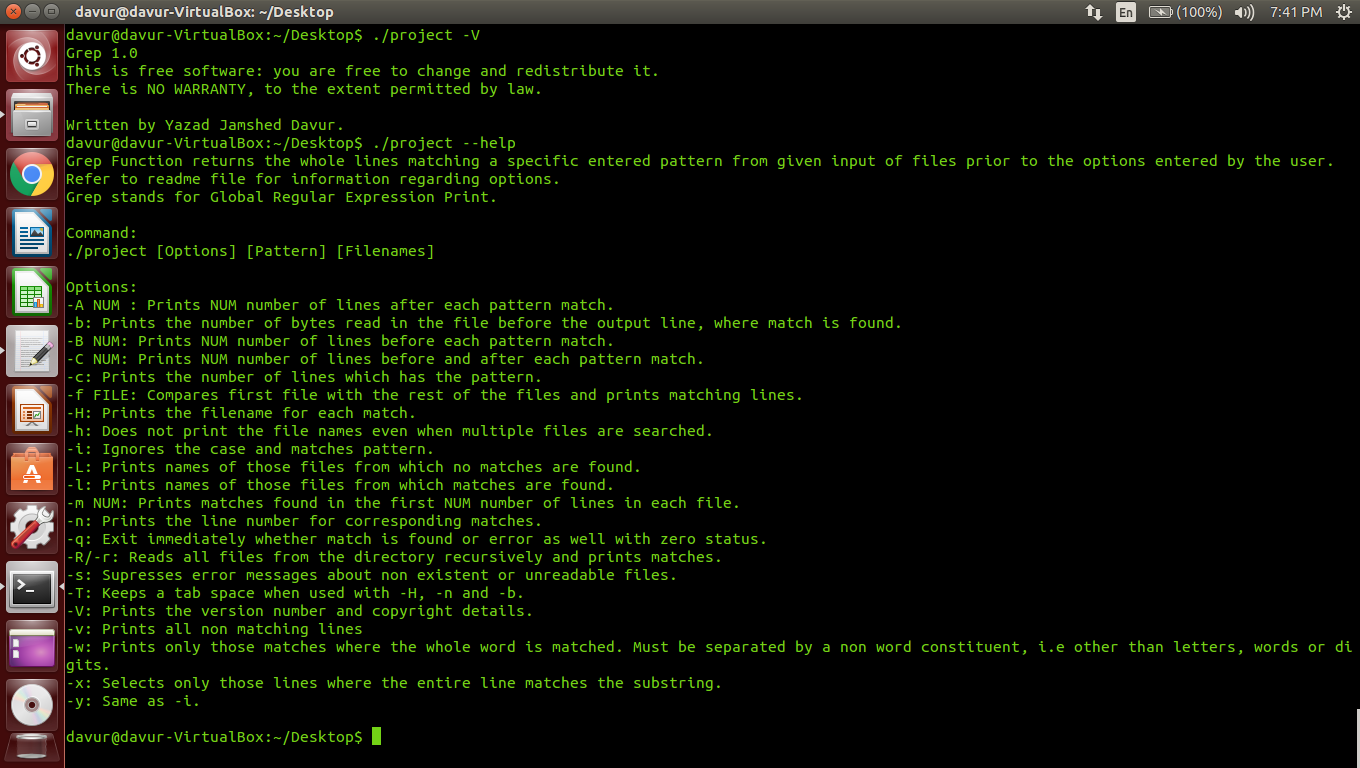 davur@davur-VirtualBox: ~/Desktop
En
(100%)
7:41 PM
davur@davur-VirtualBox:~/Desktop$ ./project -V
Grep 1.0
This is free software: you are free to change and redistribute it.
There is NO WARRANTY, to the extent permitted by law.
Written by Yazad Jamshed Davur.
davur@davur-VirtualBox:~/Desktop$ ./project --help
Grep Function returns the whole lines matching a specific entered pattern from given input of files prior to the options entered by the user.
Refer to readme file for information regarding options.
Grep stands for Global Regular Expression Print.
Command:
./project [Options] [Pattern] [Filenames]
Options:
-A NUM : Prints NUM number of lines after each pattern match.
-b: Prints the number of bytes read in the file before the output line, where match is found.
-B NUM: Prints NUM number of lines before each pattern match.
-C NUM: Prints NUM number of lines before and after each pattern match.
-c: Prints the number of lines which has the pattern.
-f FILE: Compares first file with the rest of the files and prints matching lines.
-H: Prints the filename for each match.
-h: Does not print the file names even when multiple files are searched.
-i: Ignores the case and matches pattern.
-L: Prints names of those files from which no matches are found.
-l: Prints names of those files from which matches are found.
-m NUM: Prints matches found in the first NUM number of lines in each file.
-n: Prints the line number for corresponding matches.
-q: Exit immediately whether match is found or error as well with zero status.
-R/-r: Reads all files from the directory recursively and prints matches.
-s: Supresses error messages about non existent or unreadable files.
-T: Keeps a tab space when used with -H, -n and -b.
-V: Prints the version number and copyright details.
-v: Prints all non matching lines
-w: Prints only those matches where the whole word is matched. Must be separated by a non word constituent, i.e other than letters, words or di
gits.
-x: Selects only those lines where the entire line matches the substring.
-y: Same as -i.
davur@davur-VirtualBox:~/Desktop$